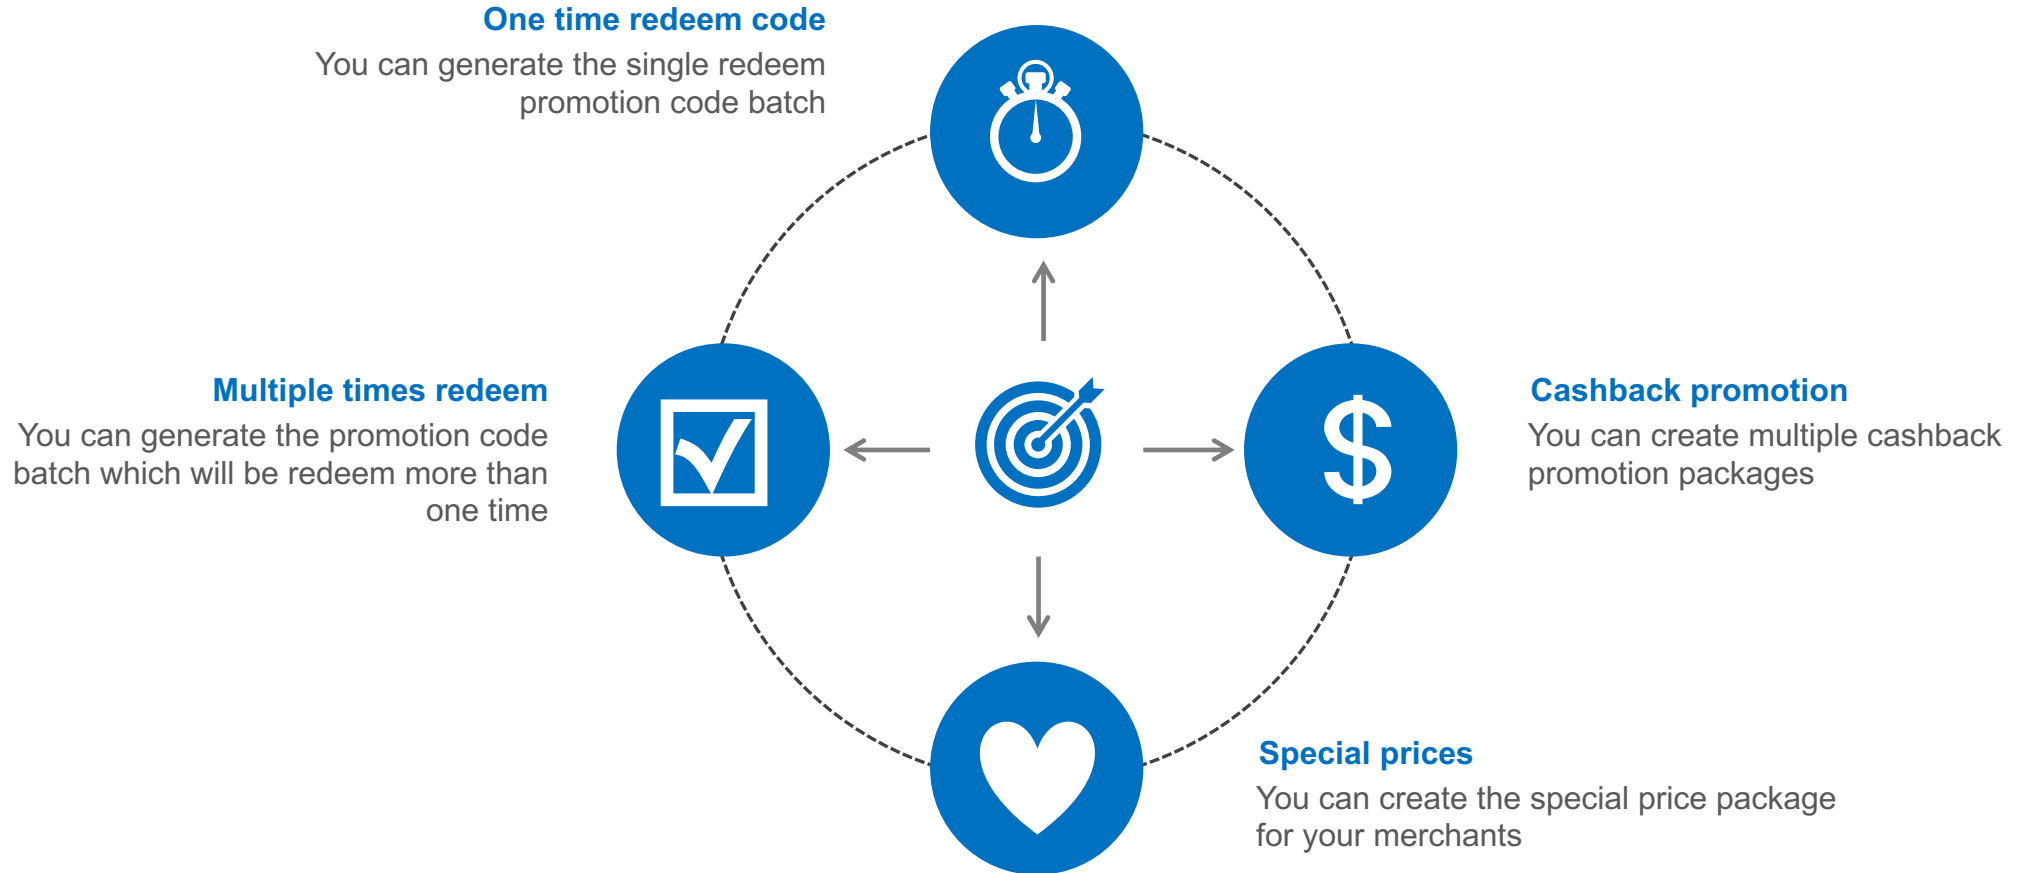 One time redeem code
You can generate the single redeem
promotion code batch
Multiple times redeem
You can generate the promotion code
batch which will be redeem more than
one time
Cashback promotion
You can create multiple cashback
promotion packages
Special prices
You can create the special price package
for your merchants